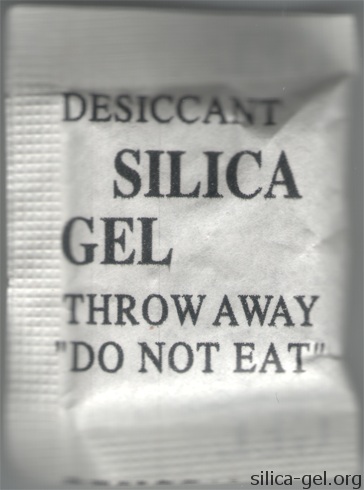 DESICCANT
SILICA
GEL
THROW AWAY
"DO NOT EAT"
silica-gel.org